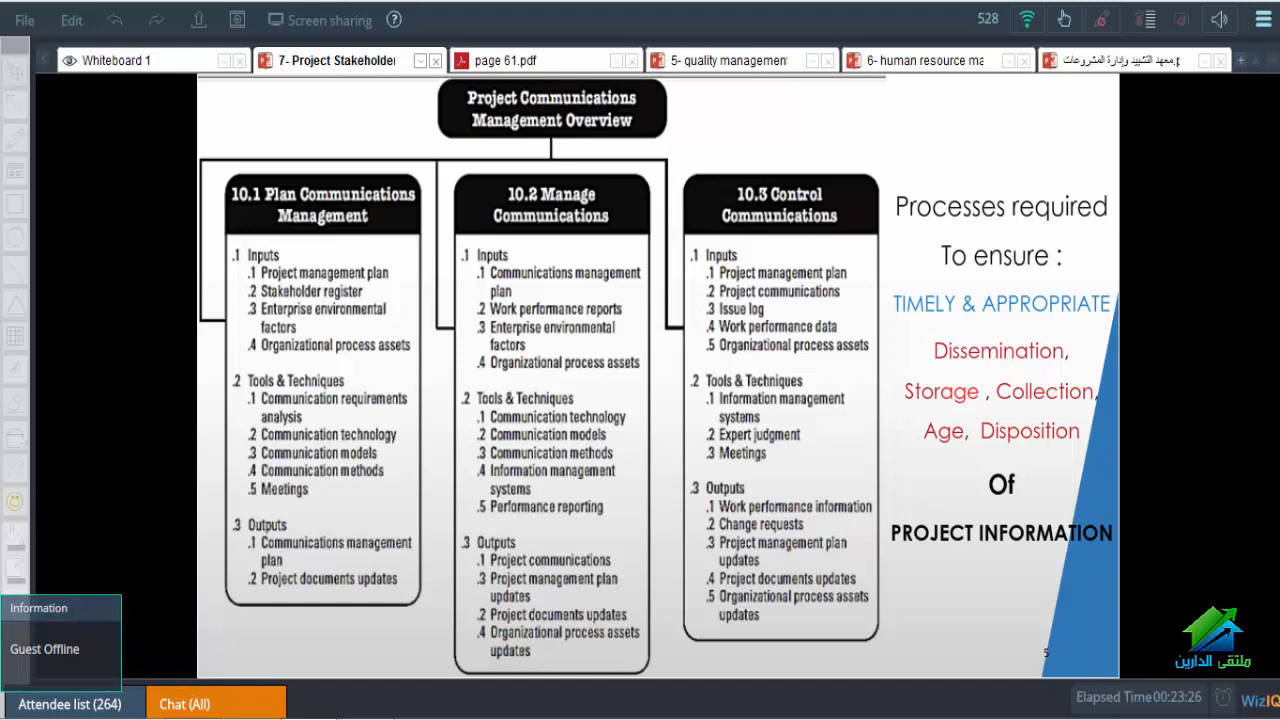 File Edit Screen sharing ? 528
Whiteboard 1
7- Project Stakeholder
page 61.pdf
5- quality management
6- human resource ma
معهد التشييد وإدارة المشروعات.p
Project Communications
Management Overview
10.1 Plan Communications
Management
.1 Inputs
.1 Project management plan
.2 Stakeholder register
.3 Enterprise environmental
factors
.4 Organizational process assets
.2 Tools & Techniques
.1 Communication requirements
analysis
.2 Communication technology
.3 Communication models
.4 Communication methods
.5 Meetings
.3 Outputs
.1 Communications management
plan
.2 Project documents updates
10.2 Manage
Communications
.1 Inputs
.1 Communications management
plan
.2 Work performance reports
.3 Enterprise environmental
factors
.4 Organizational process assets
.2 Tools & Techniques
.1 Communication technology
.2 Communication models
.3 Communication methods
.4 Information management
systems
.5 Performance reporting
.3 Outputs
.1 Project communications
.3 Project management plan
updates
.2 Project documents updates
.4 Organizational process assets
updates
10.3 Control
Communications
.1 Inputs
.1 Project management plan
.2 Project communications
.3 Issue log
.4 Work performance data
.5 Organizational process assets
.2 Tools & Techniques
.1 Information management
systems
.2 Expert judgment
.3 Meetings
.3 Outputs
.1 Work performance information
.2 Change requests
.3 Project management plan
updates
.4 Project documents updates
.5 Organizational process assets
updates
Processes required
To ensure :
TIMELY & APPROPRIATE
Dissemination,
Storage , Collection,
Age, Disposition
Of
PROJECT INFORMATION
5
ملتقى الدارين
Information
Guest Offline
Attendee list (264)
Chat (All)
Elapsed Time00:23:26
WizIQ